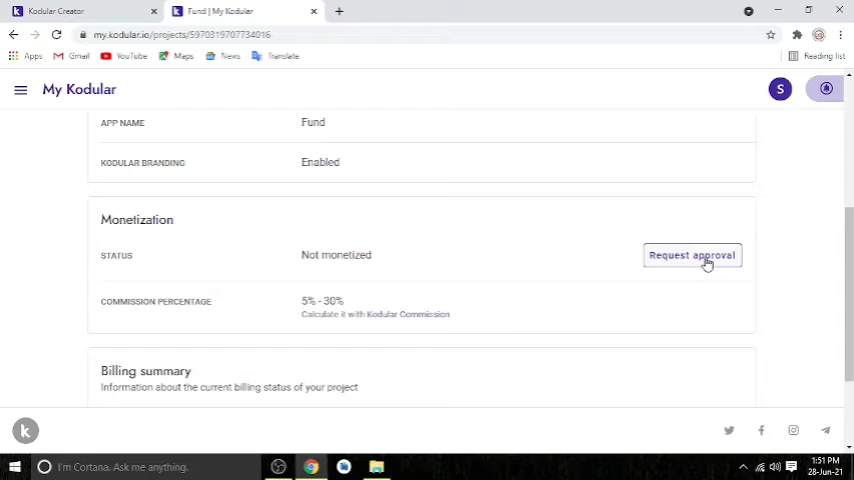 Kodular Creator
Fund | My Kodular
my.kodular.io/projects/5970319707734016
Apps
Gmail
YouTube
Maps
News
Translate
Reading list
My Kodular
S
APP NAME
Fund
KODULAR BRANDING
Enabled
Monetization
STATUS
Not monetized
Request approval
COMMISSION PERCENTAGE
5% - 30%
Calculate it with Kodular Commission
Billing summary
Information about the current billing status of your project
k
I'm Cortana. Ask me anything.
1:51 PM
28-Jun-21